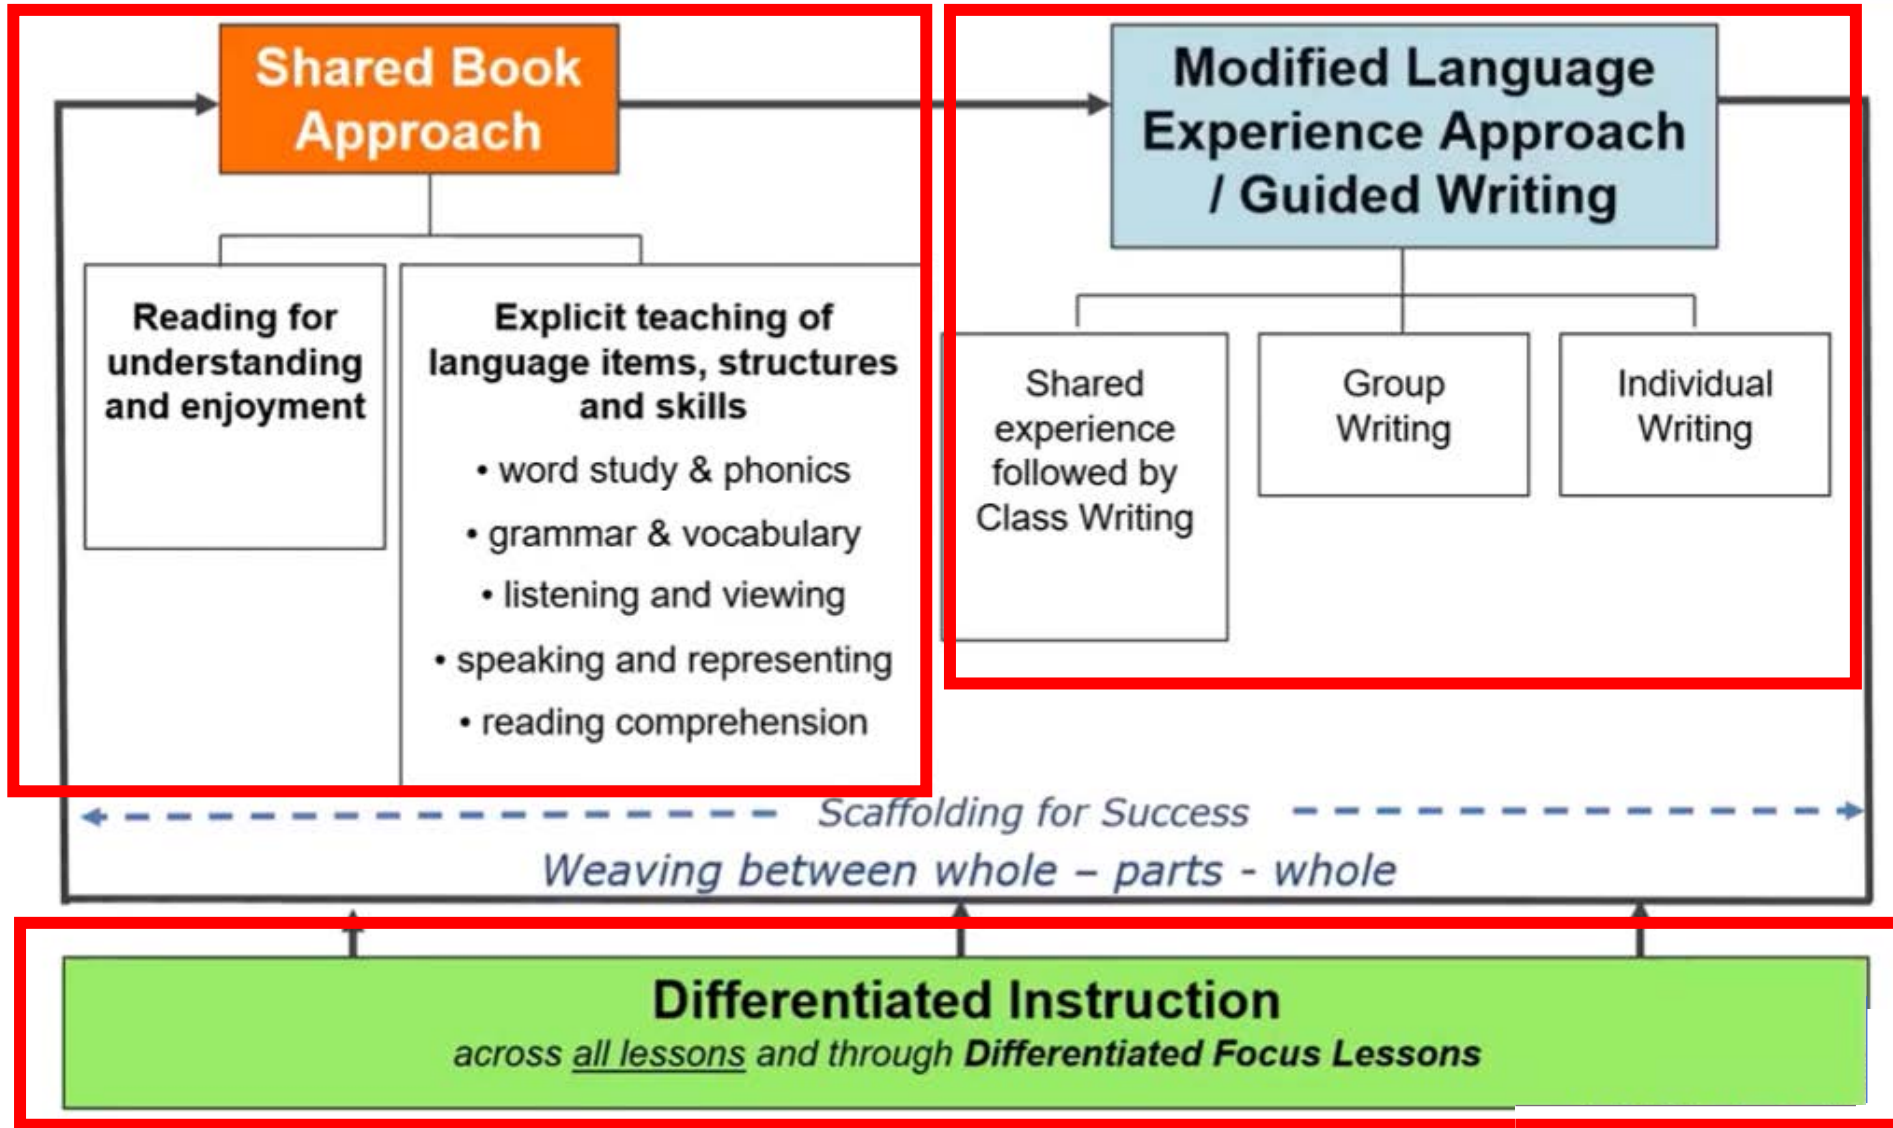 Shared Book
Approach
Modified Language
Experience Approach
/ Guided Writing
Reading for
understanding
and enjoyment
Explicit teaching of
language items, structures
and skills
• word study & phonics
• grammar & vocabulary
• listening and viewing
• speaking and representing
• reading comprehension
Shared
experience
followed by
Class Writing
Group
Writing
Individual
Writing
Scaffolding for Success
Weaving between whole – parts - whole
Differentiated Instruction
across all lessons and through Differentiated Focus Lessons